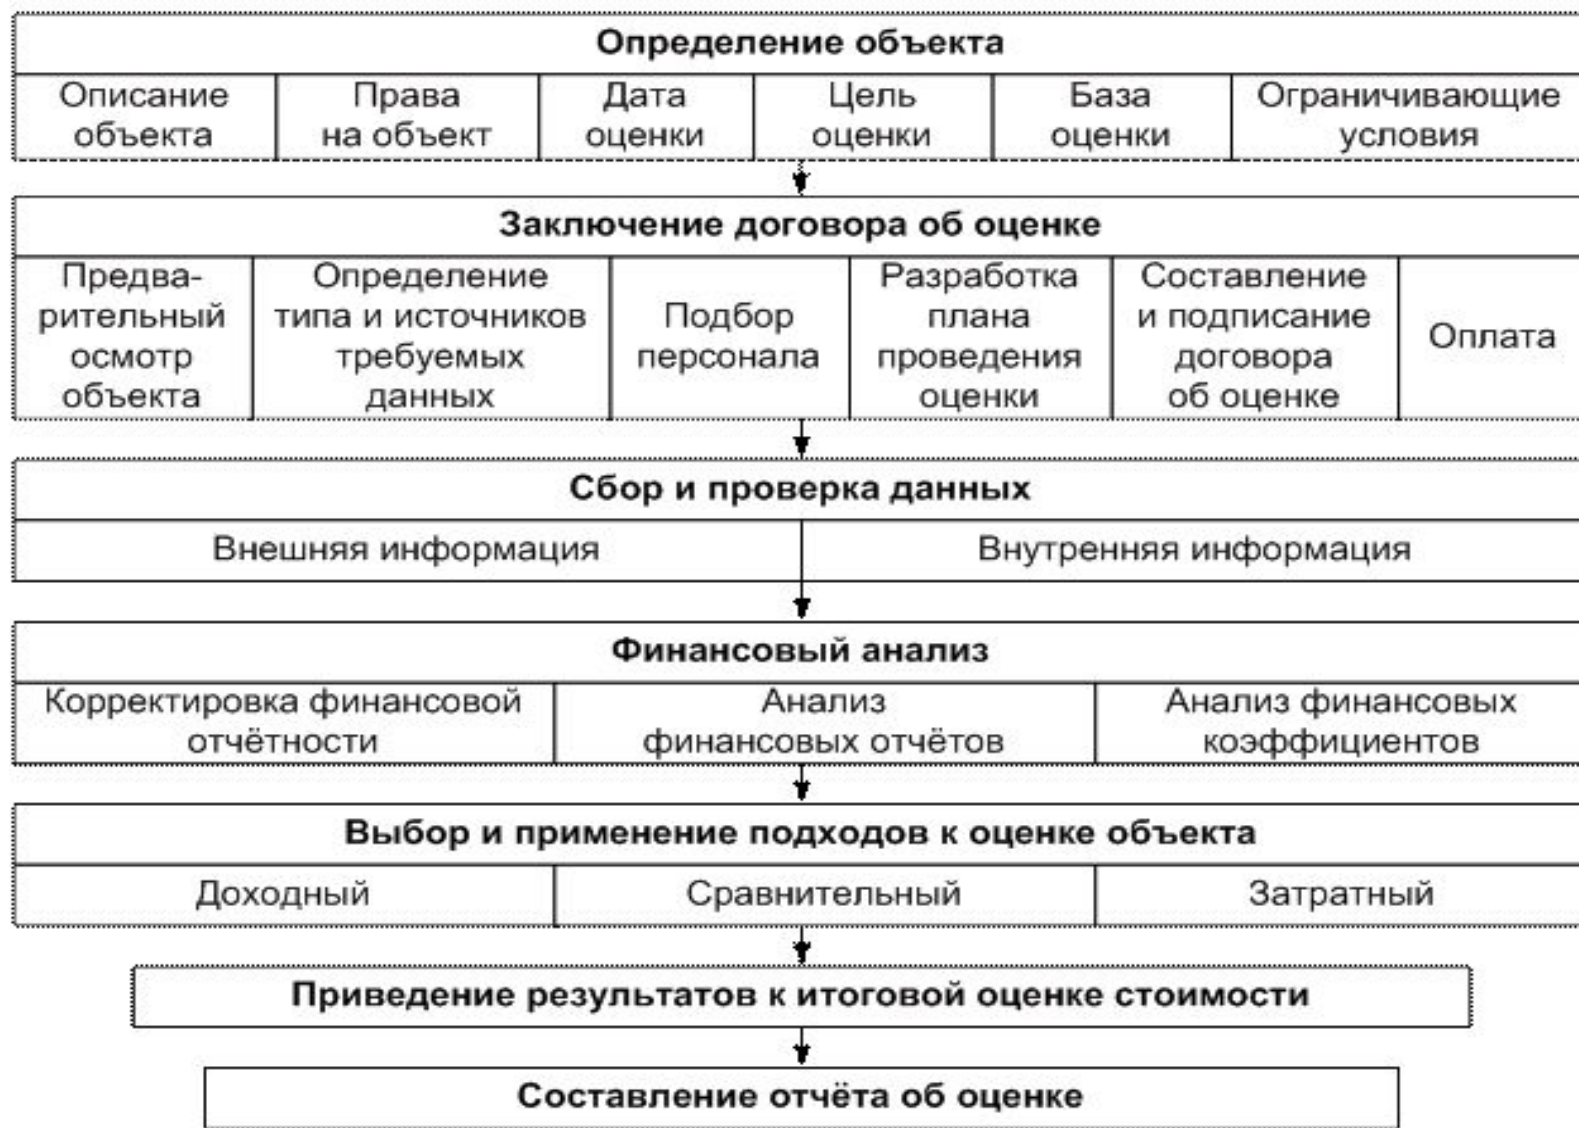 Определение объекта
Описание
объекта
Права
на объект
Дата
оценки
Цель
оценки
База
оценки
Ограничивающие
условия
Заключение договора об оценке
Предва-
рительный
осмотр
объекта
Определение
типа и источников
требуемых
данных
Подбор
персонала
Разработка
плана
проведения
оценки
Составление
и подписание
договора
об оценке
Оплата
Сбор и проверка данных
Внешняя информация
Внутренняя информация
Финансовый анализ
Корректировка финансовой
отчётности
Анализ
финансовых отчётов
Анализ финансовых
коэффициентов
Выбор и применение подходов к оценке объекта
Доходный
Сравнительный
Затратный
Приведение результатов к итоговой оценке стоимости
Составление отчёта об оценке